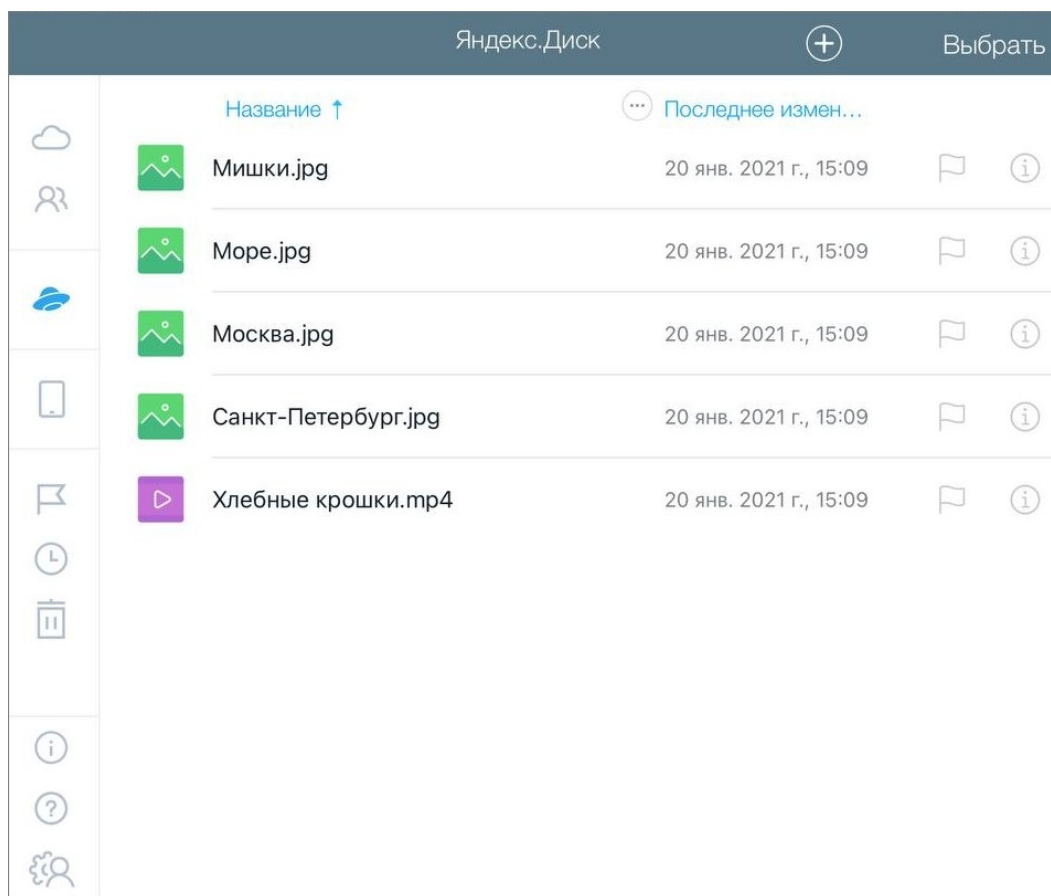 Яндекс.Диск
Выбрать
Название ↑
Последнее измен...
Мишки.jpg 20 янв. 2021 г., 15:09
Море.jpg 20 янв. 2021 г., 15:09
Москва.jpg 20 янв. 2021 г., 15:09
Санкт-Петербург.jpg 20 янв. 2021 г., 15:09
Хлебные крошки.mp4 20 янв. 2021 г., 15:09